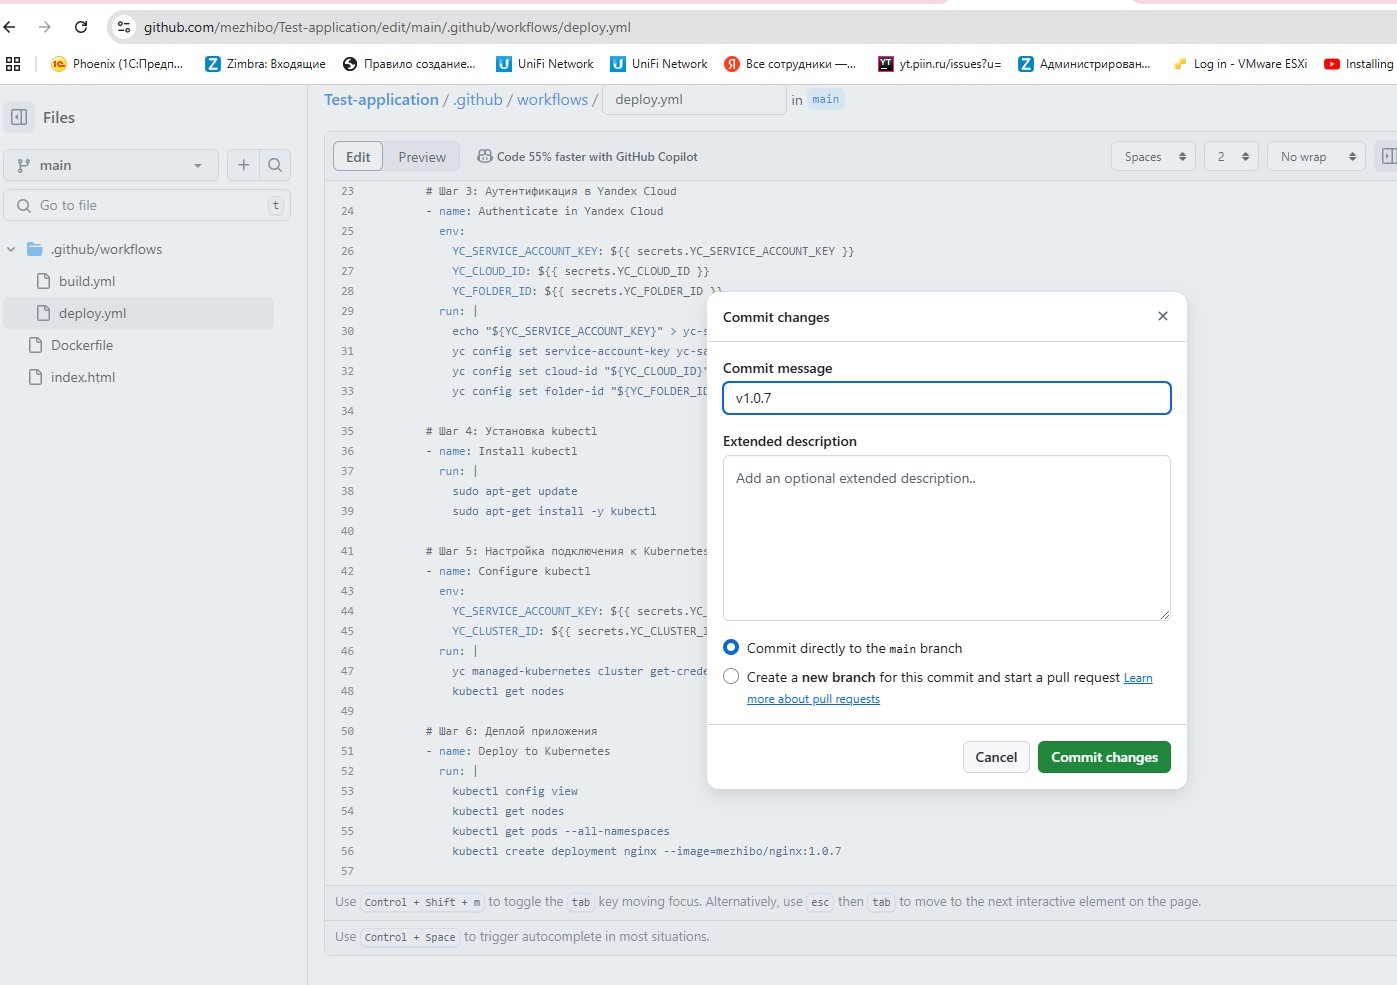 github.com/mezhibo/Test-application/edit/main/.github/workflows/deploy.yml
Phoenix (1С:Предп... Zimbra: Входящие Правило создание... UniFi Network UniFi Network Все сотрудники —... yt.piin.ru/issues?u= Администрирован... Log in - VMware ESXi Installing
Files
main
Go to file t
.github/workflows
build.yml
deploy.yml
Dockerfile
index.html
Test-application / .github / workflows / deploy.yml in main
Edit Preview Code 55% faster with GitHub Copilot Spaces 2 No wrap
23 # Шаг 3: Аутентификация в Yandex Cloud
24 - name: Authenticate in Yandex Cloud
25 env:
26 YC_SERVICE_ACCOUNT_KEY: ${{ secrets.YC_SERVICE_ACCOUNT_KEY }}
27 YC_CLOUD_ID: ${{ secrets.YC_CLOUD_ID }}
28 YC_FOLDER_ID: ${{ secrets.YC_FOLDER_ID }}
29 run: |
30 echo "${YC_SERVICE_ACCOUNT_KEY}" > yc-s
31 yc config set service-account-key yc-sa
32 yc config set cloud-id "${YC_CLOUD_ID}"
33 yc config set folder-id "${YC_FOLDER_ID
34
35 # Шаг 4: Установка kubectl
36 - name: Install kubectl
37 run: |
38 sudo apt-get update
39 sudo apt-get install -y kubectl
40
41 # Шаг 5: Настройка подключения к Kubernetes
42 - name: Configure kubectl
43 env:
44 YC_SERVICE_ACCOUNT_KEY: ${{ secrets.YC_
45 YC_CLUSTER_ID: ${{ secrets.YC_CLUSTER_I
46 run: |
47 yc managed-kubernetes cluster get-crede
48 kubectl get nodes
49
50 # Шаг 6: Деплой приложения
51 - name: Deploy to Kubernetes
52 run: |
53 kubectl config view
54 kubectl get nodes
55 kubectl get pods --all-namespaces
56 kubectl create deployment nginx --image=mezhibo/nginx:1.0.7
57
Use Control + Shift + m to toggle the tab key moving focus. Alternatively, use esc then tab to move to the next interactive element on the page.
Use Control + Space to trigger autocomplete in most situations.
Commit changes
Commit message
v1.0.7
Extended description
Add an optional extended description..
Commit directly to the main branch
Create a new branch for this commit and start a pull request Learn
more about pull requests
Cancel Commit changes